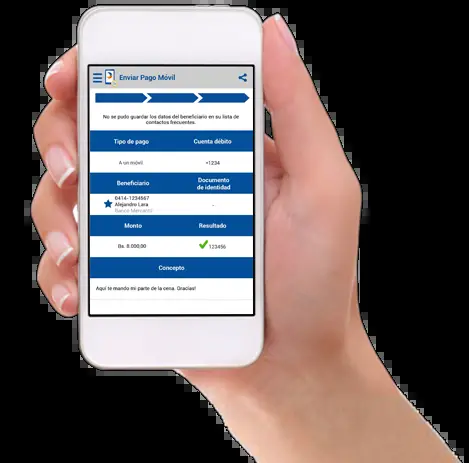 Enviar Pago Móvil
No se pudo guardar los datos del beneficiario en su lista de
contactos frecuentes.
Tipo de pago Cuenta débito
A un móvil *1234
Beneficiario Documento
de identidad
0414-1234567
Alejandro Lara -
Banco Mercantil
Monto Resultado
Bs. 8.000,00 123456
Concepto
Aquí te mando mi parte de la cena. Gracias!